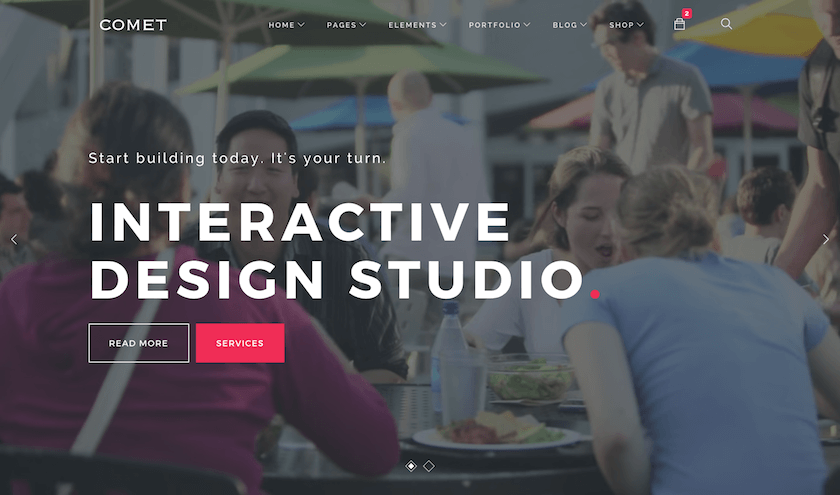 COMET
HOME PAGES ELEMENTS PORTFOLIO BLOG SHOP 2
Start building today. It's your turn.
INTERACTIVE
DESIGN STUDIO.
READ MORE SERVICES